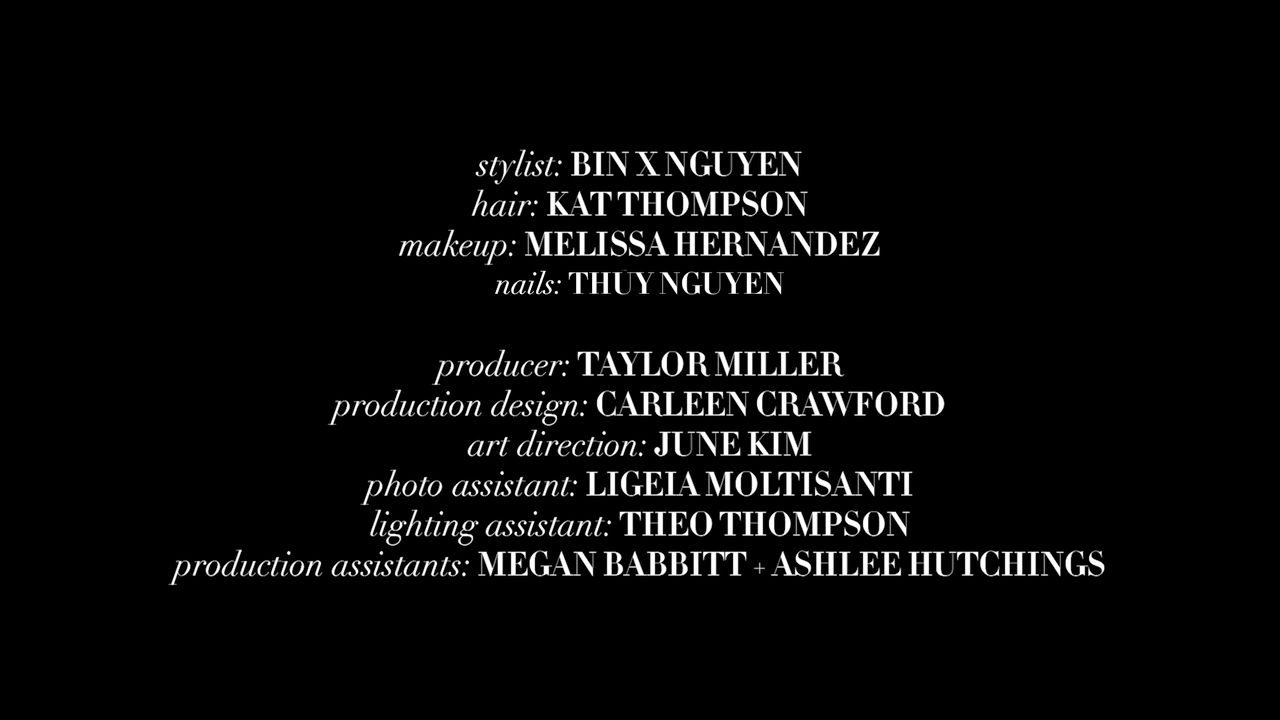 stylist: BIN X NGUYEN
hair: KAT THOMPSON
makeup: MELISSA HERNANDEZ
nails: THÙY NGUYEN
producer: TAYLOR MILLER
production design: CARLEEN CRAWFORD
art direction: JUNE KIM
photo assistant: LIGEIA MOLTISANTI
lighting assistant: THEO THOMPSON
production assistants: MEGAN BABBITT + ASHLEE HUTCHINGS